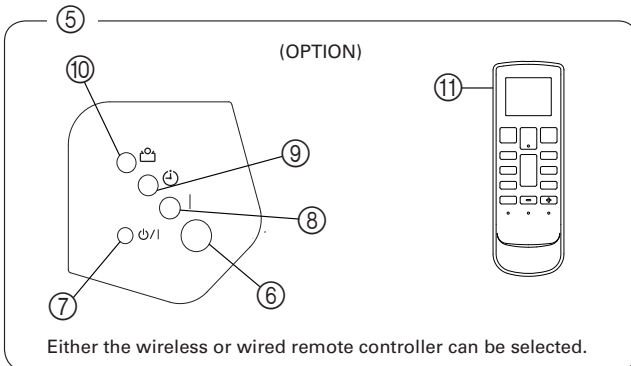 ⑤
(OPTION)
⑩
⑪
⑨
⑧
⏻/I
⑦
⑥
Either the wireless or wired remote controller can be selected.